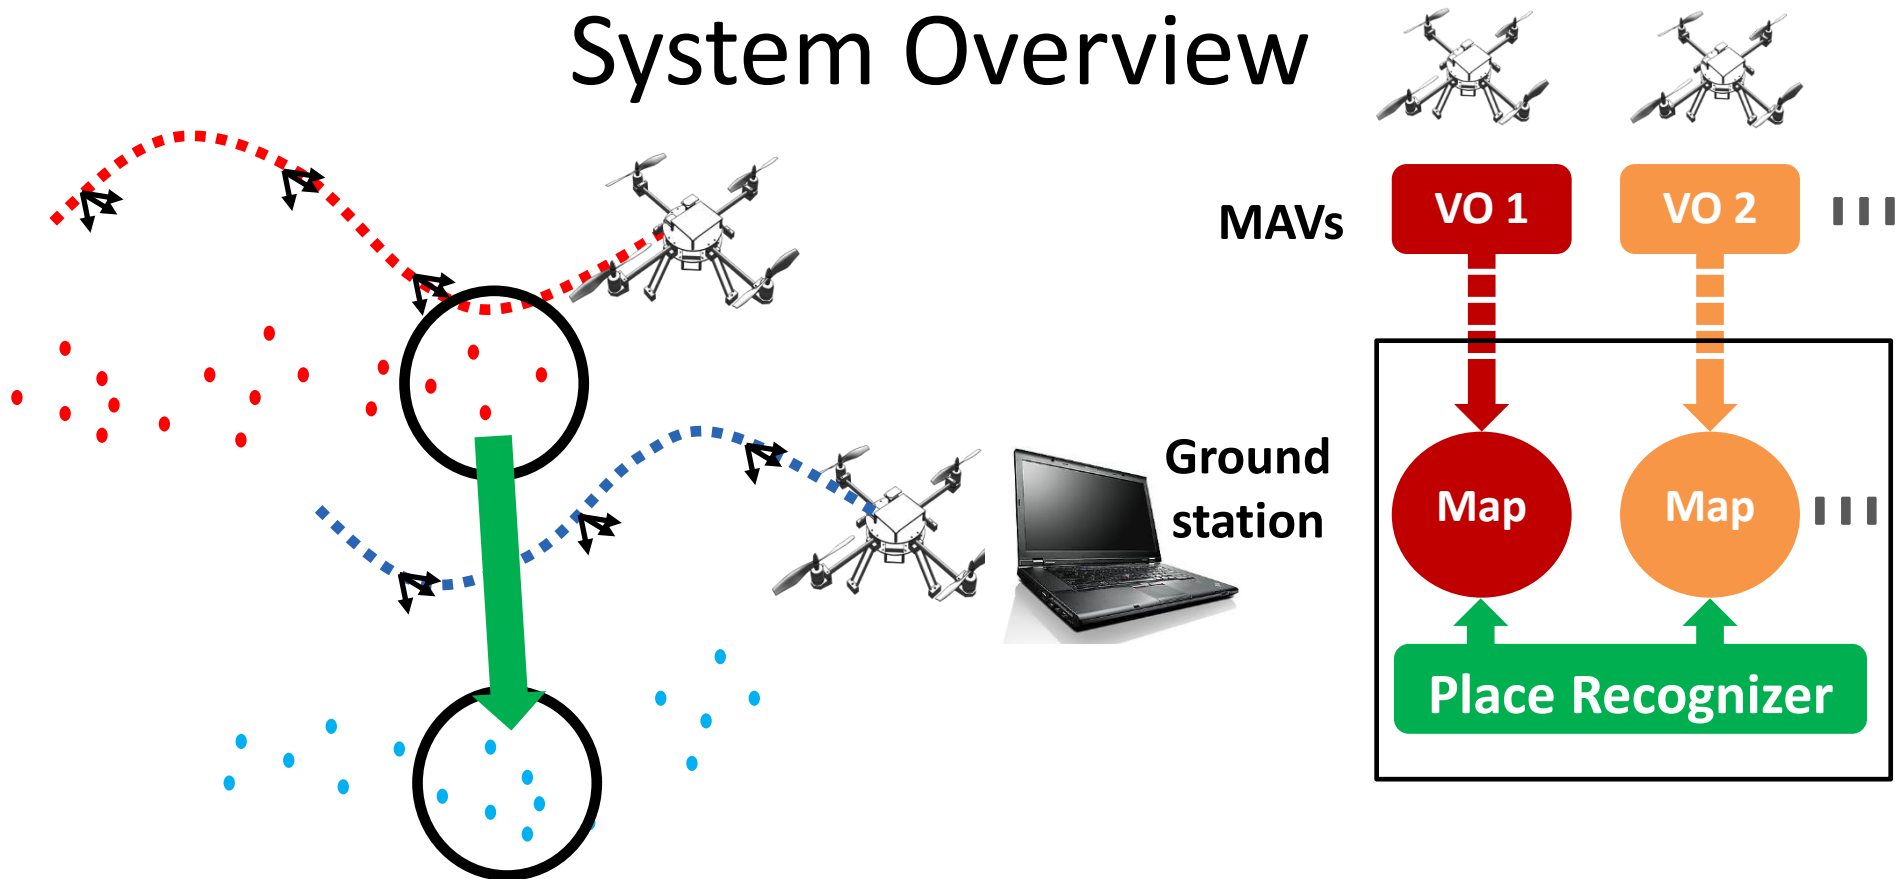 System Overview
MAVs
VO 1
VO 2
Ground
station
Map
Map
Place Recognizer